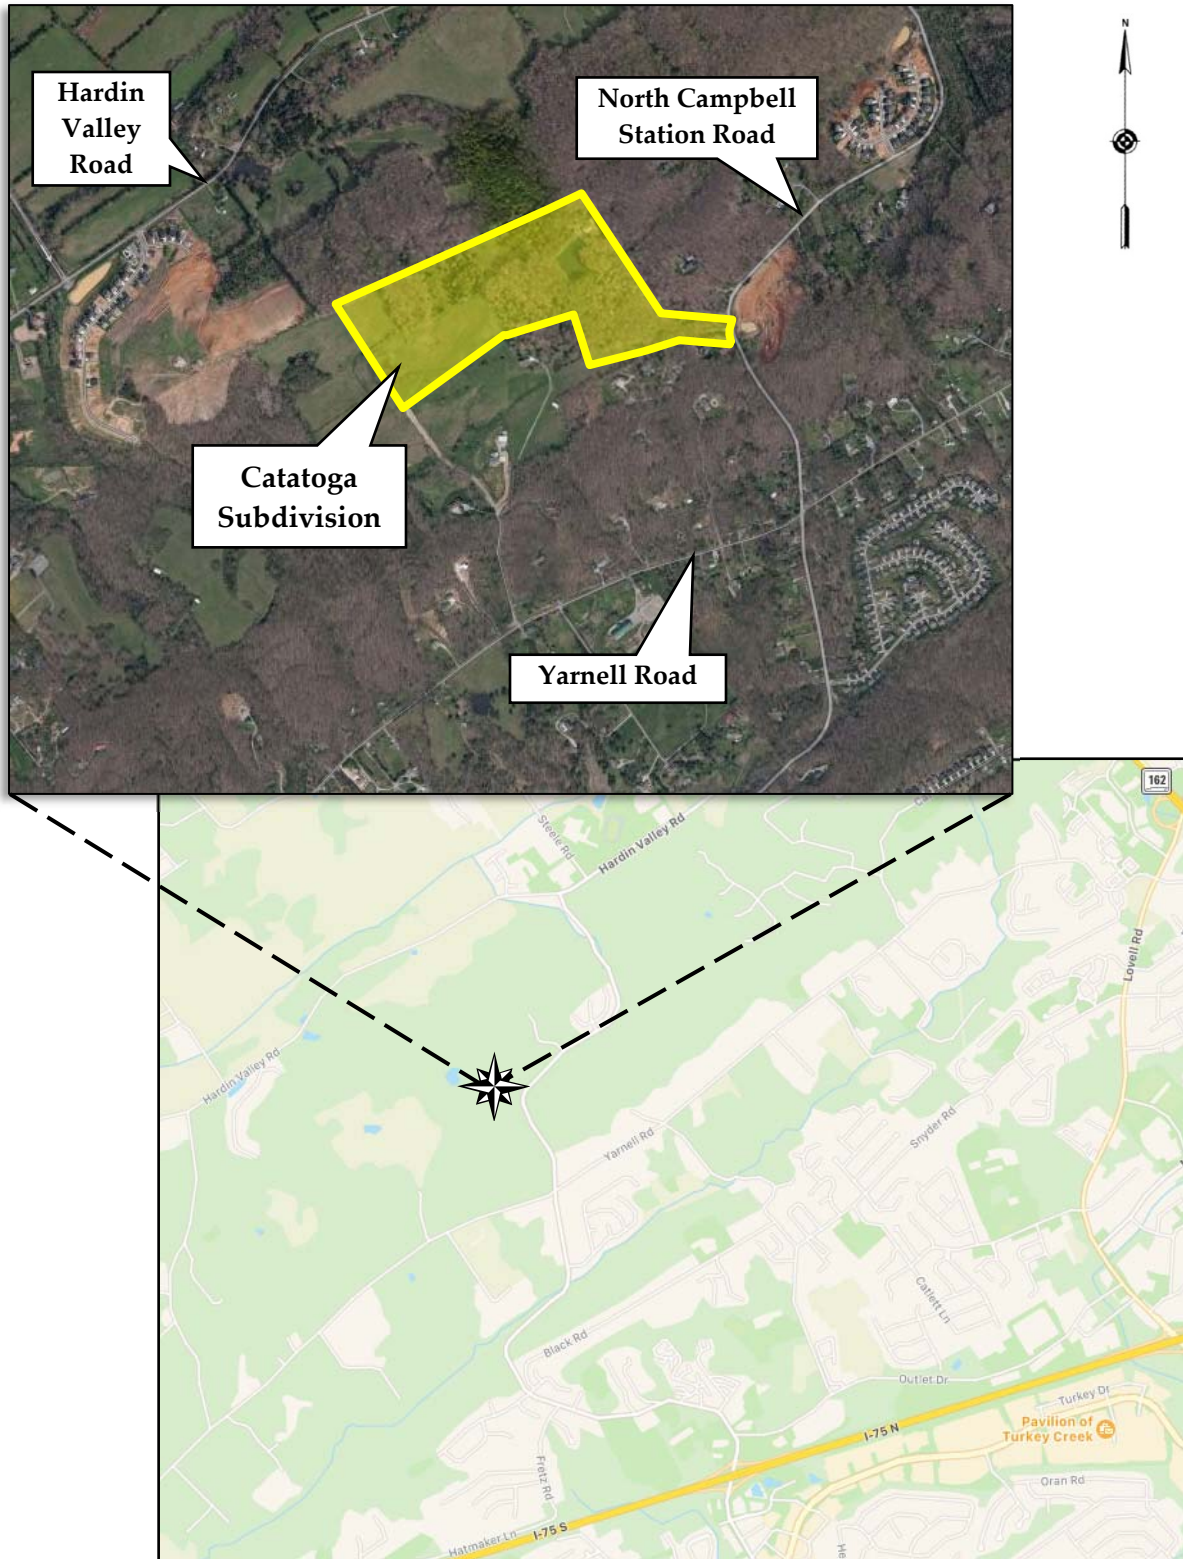 N
Hardin
Valley
Road
North Campbell
Station Road
Catatoga
Subdivision
Yarnell Road
162
Steele Rd
Hardin Valley Rd
Lovell Rd
Hardin Valley Rd
Yarnell Rd
Snyder Rd
Catlett Ln
Black Rd
Outlet Dr
Turkey Dr
Pavilion of
Turkey Creek
I-75 N
Fretz Rd
Oran Rd
I-75 S
Hatmaker Ln